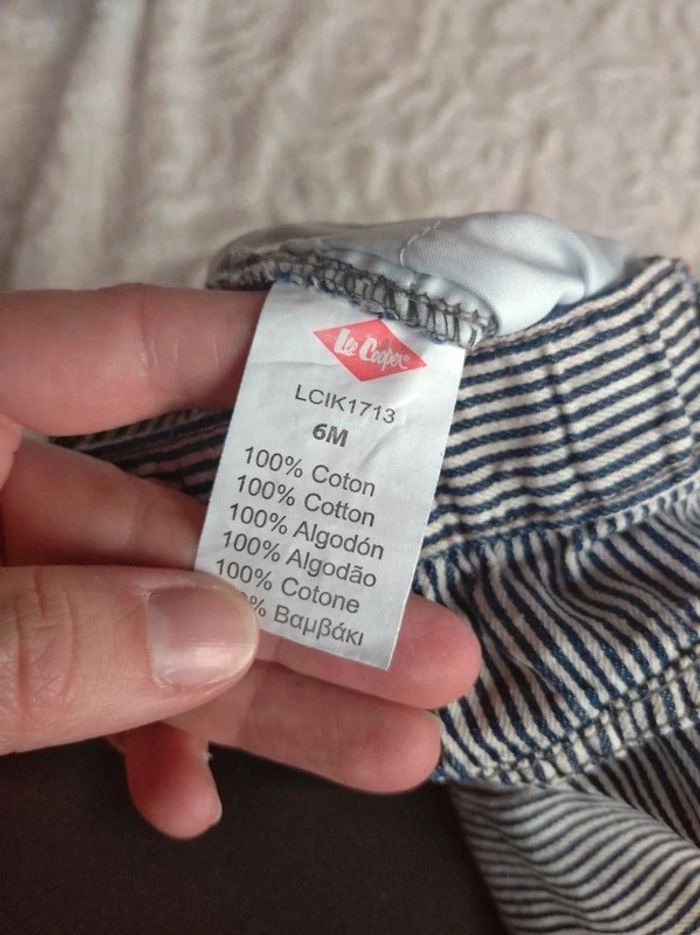 Lee Cooper
LCIK1713
6M
100% Coton
100% Cotton
100% Algodón
100% Algodão
100% Cotone
% Βαμβάκι